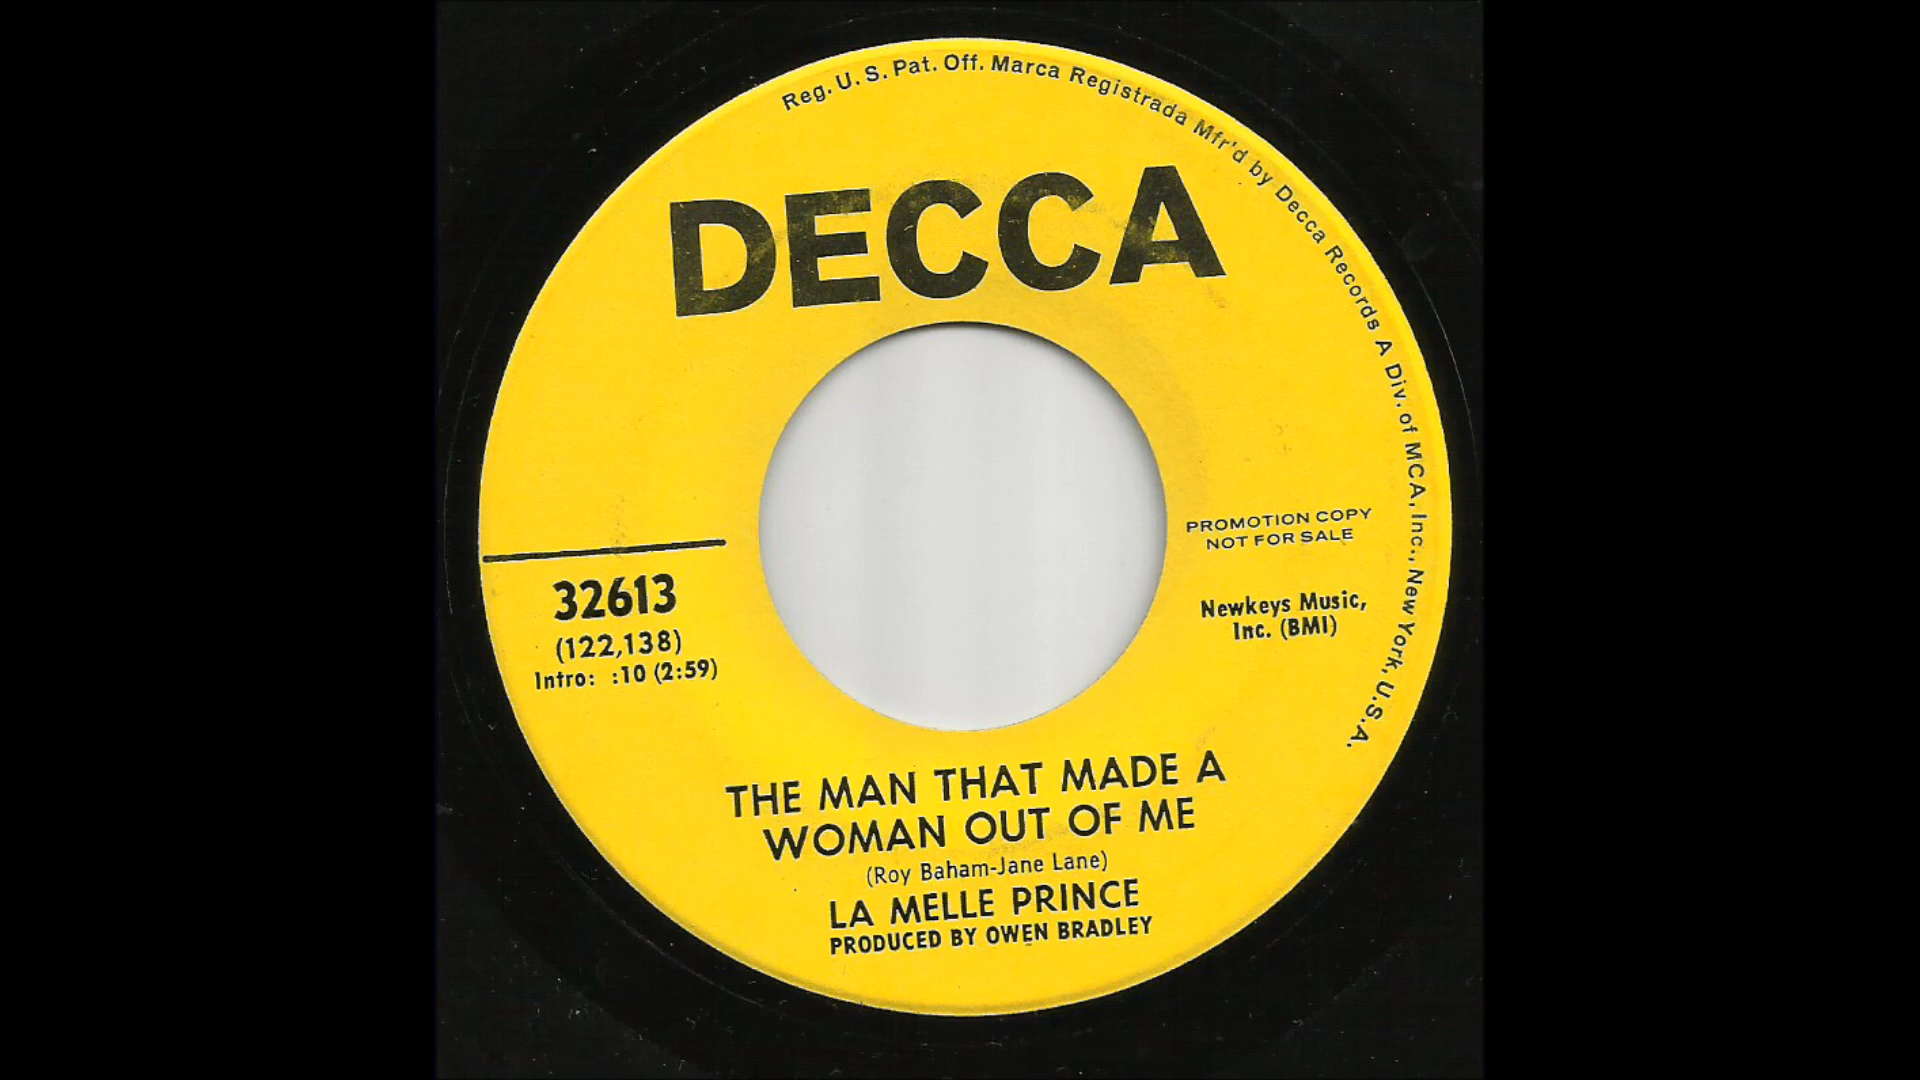 Reg. U.S. Pat. Off. Marca Registrada Mfr'd by Decca Records A Div. of MCA, Inc., New York, U.S.A.
DECCA
PROMOTION COPY
NOT FOR SALE
32613
(122,138)
Intro: :10 (2:59)
Newkeys Music,
Inc. (BMI)
THE MAN THAT MADE A
WOMAN OUT OF ME
(Roy Baham-Jane Lane)
LA MELLE PRINCE
PRODUCED BY OWEN BRADLEY